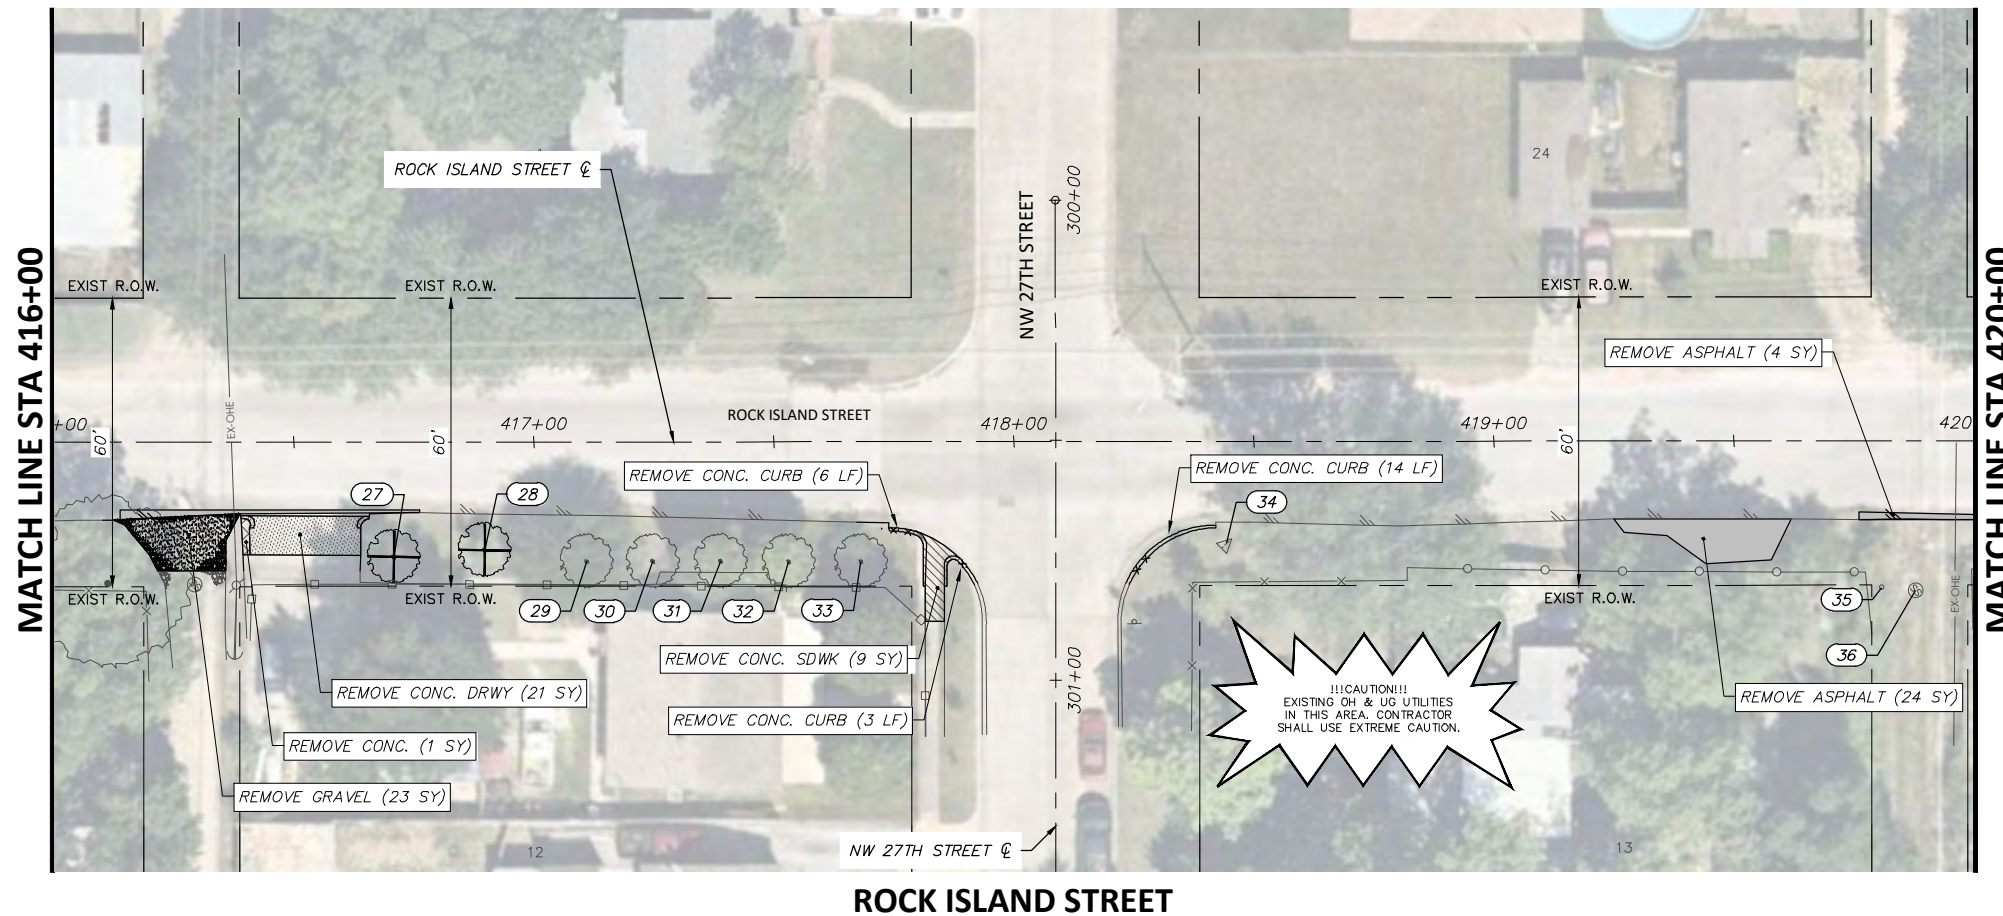 24
ROCK ISLAND STREET ℄
NW 27TH STREET
300+00
EXIST R.O.W.
EXIST R.O.W.
EXIST R.O.W.
MATCH LINE STA 416+00
MATCH LINE STA 420+00
REMOVE ASPHALT (4 SY)
EX-OHE
ROCK ISLAND STREET
+00
417+00
418+00
419+00
420
60'
60'
60'
REMOVE CONC. CURB (6 LF)
REMOVE CONC. CURB (14 LF)
27
28
34
EXIST R.O.W.
EXIST R.O.W.
EXIST R.O.W.
29
30
31
32
33
35
EX-OHE
36
REMOVE CONC. SDWK (9 SY)
301+00
REMOVE CONC. DRWY (21 SY)
REMOVE CONC. CURB (3 LF)
!!!CAUTION!!!
EXISTING OH & UG UTILITIES
IN THIS AREA. CONTRACTOR
SHALL USE EXTREME CAUTION.
REMOVE ASPHALT (24 SY)
REMOVE CONC. (1 SY)
REMOVE GRAVEL (23 SY)
12
NW 27TH STREET ℄
13
ROCK ISLAND STREET